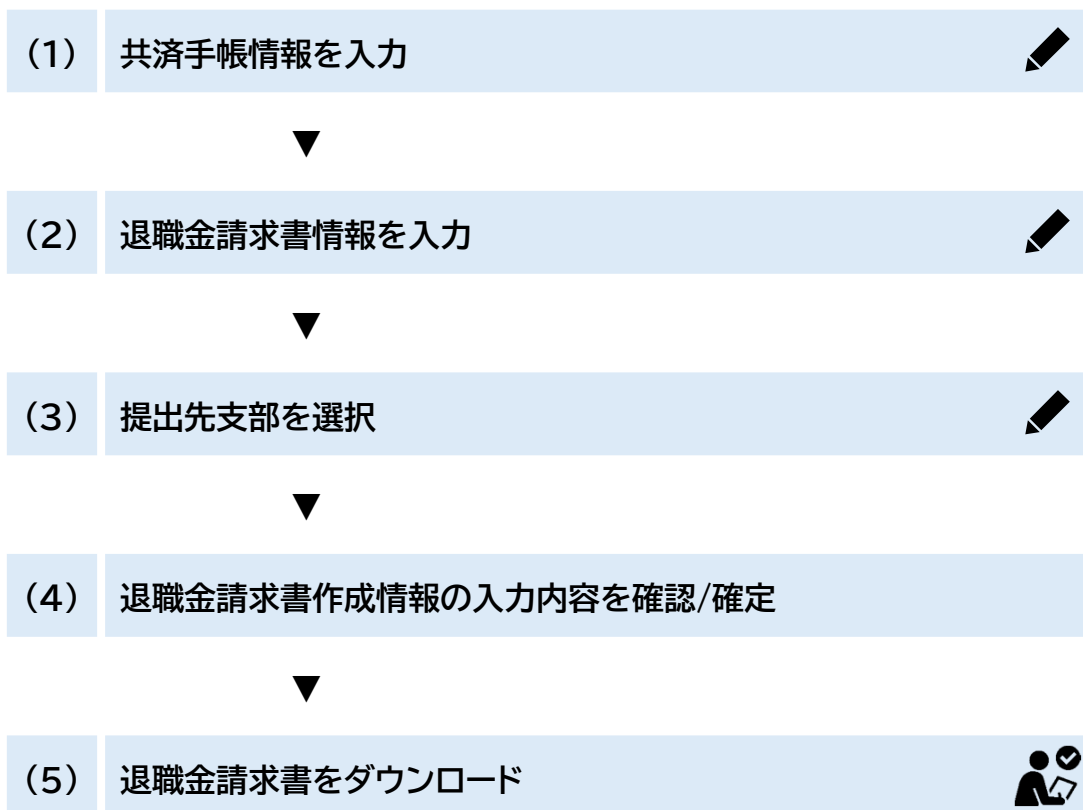 (1) 共済手帳情報を入力
▼
(2) 退職金請求書情報を入力
▼
(3) 提出先支部を選択
▼
(4) 退職金請求書作成情報の入力内容を確認/確定
▼
(5) 退職金請求書をダウンロード